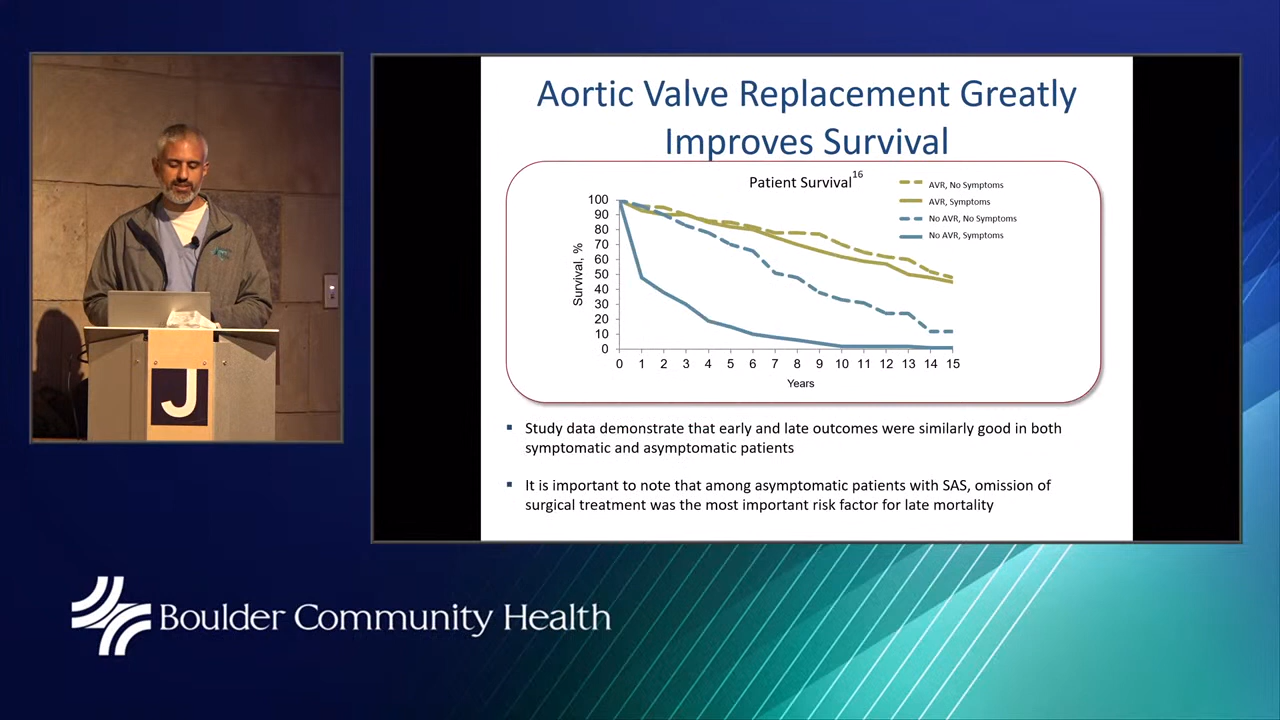 Aortic Valve Replacement Greatly
Improves Survival
Patient Survival16
AVR, No Symptoms
AVR, Symptoms
No AVR, No Symptoms
No AVR, Symptoms
Survival, %
100
90
80
70
60
50
40
30
20
10
0
0 1 2 3 4 5 6 7 8 9 10 11 12 13 14 15
Years
▪ Study data demonstrate that early and late outcomes were similarly good in both
symptomatic and asymptomatic patients
▪ It is important to note that among asymptomatic patients with SAS, omission of
surgical treatment was the most important risk factor for late mortality
J
Boulder Community Health